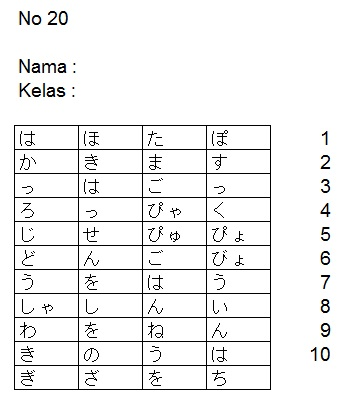 No 20
Nama :
Kelas :
は ほ た ぽ 1
か き ま す 2
っ は ご っ 3
ろ っ ぴゃ く 4
じ せ ぴゅ ぴょ 5
ど ん ご びょ 6
う を は う 7
しゃ し ん い 8
わ を ね ん 9
き の う は 10
ぎ ざ を ち